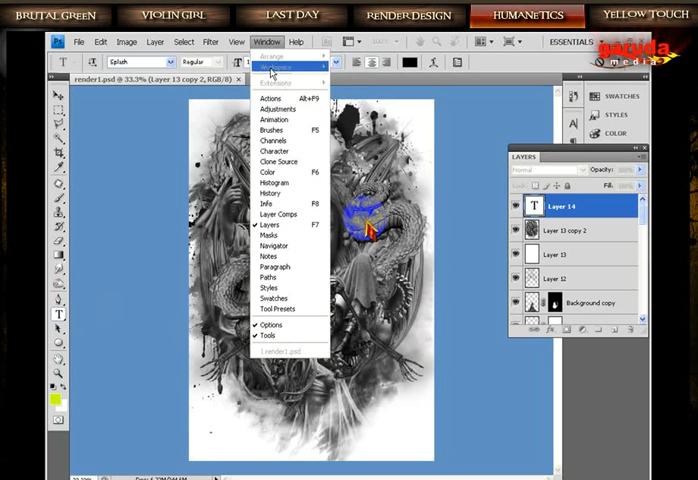 BRUTAL GREEN
VIOLIN GIRL
LAST DAY
RENDER DESIGN
HUMANETICS
YELLOW TOUCH
Ps File Edit Image Layer Select Filter View Window Help
ESSENTIALS
garuda
media
T Splash Regular
render1.psd @ 33.3% (Layer 13 copy 2, RGB/8)
Arrange
Workspace
Extensions
Actions Alt+F9
Adjustments
Animation
Brushes F5
Channels
Character
Clone Source
Color F6
Histogram
History
Info F8
Layer Comps
Layers F7
Masks
Navigator
Notes
Paragraph
Paths
Styles
Swatches
Tool Presets
Options
Tools
1 render1.psd
SWATCHES
STYLES
COLOR
LAYERS
Normal Opacity:
Lock: Fill:
T Layer 14
Layer 13 copy 2
Layer 13
Layer 12
Background copy